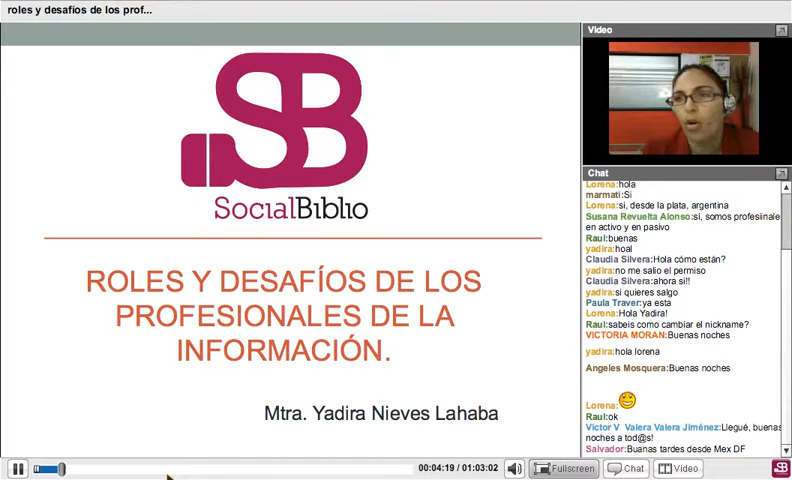 roles y desafíos de los prof...
SB
SocialBiblio
ROLES Y DESAFÍOS DE LOS
PROFESIONALES DE LA
INFORMACIÓN.
Mtra. Yadira Nieves Lahaba
Video
Chat
Lorena:hola
marmati:Si
Lorena:si, desde la plata, argentina
Susana Revuelta Alonso:sí, somos profesinale
en activo y en pasivo
Raul:buenas
yadira:hoal
Claudia Silvera:Hola cómo están?
yadira:no me salio el permiso
Claudia Silvera:ahora si!!
yadira:si quieres salgo
Paula Traver:ya esta
Lorena:Hola Yadira!
Raul:sabeis como cambiar el nickname?
VICTORIA MORAN:Buenas noches
yadira:hola lorena
Angeles Mosquera:Buenas noches
Lorena:
Raul:ok
Victor V Valera Valera Jiménez:Llegué, buenas
noches a tod@s!
Salvador:Buenas tardes desde Mex DF
00:04:19 / 01:03:02
Fullscreen
Chat
Video
SB